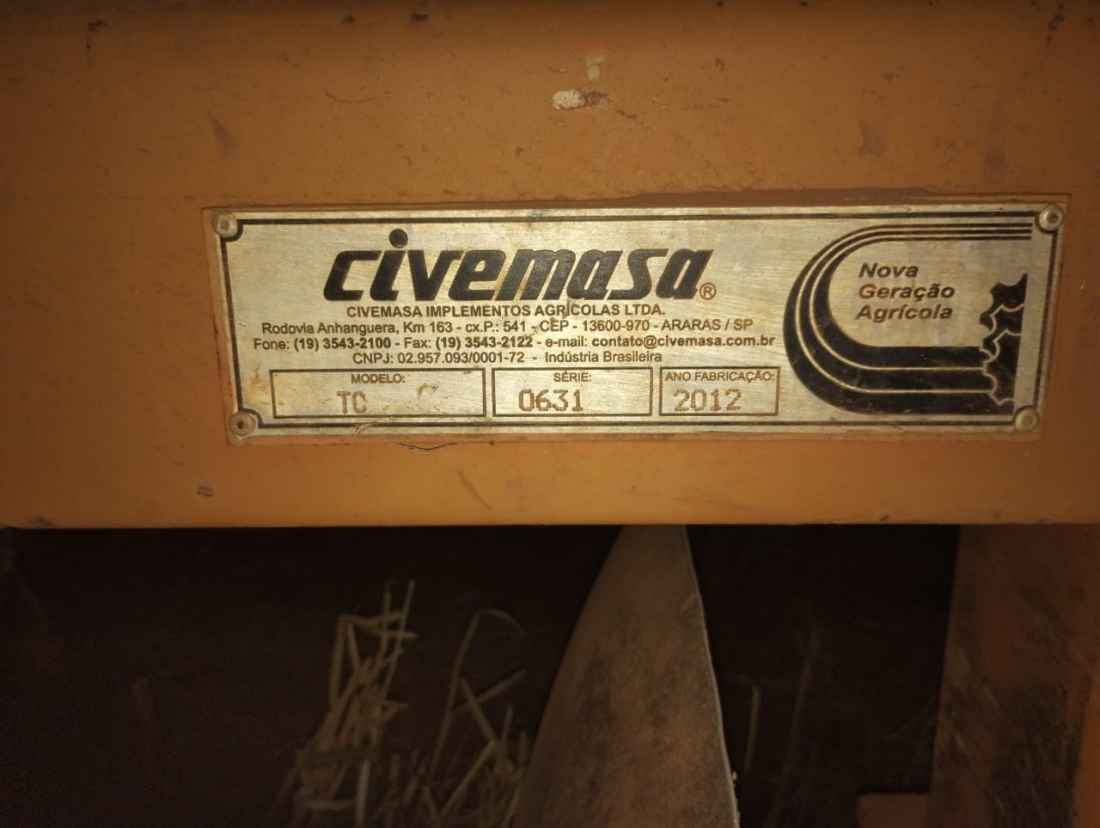 civemasa®
CIVEMASA IMPLEMENTOS AGRÍCOLAS LTDA.
Rodovia Anhanguera, Km 163 - cx.P.: 541 - CEP - 13600-970 - ARARAS / SP
Fone: (19) 3543-2100 - Fax: (19) 3543-2122 - e-mail: contato@civemasa.com.br
CNPJ: 02.957.093/0001-72 - Indústria Brasileira
MODELO: TC
SÉRIE: 0631
ANO FABRICAÇÃO: 2012
Nova
Geração
Agrícola